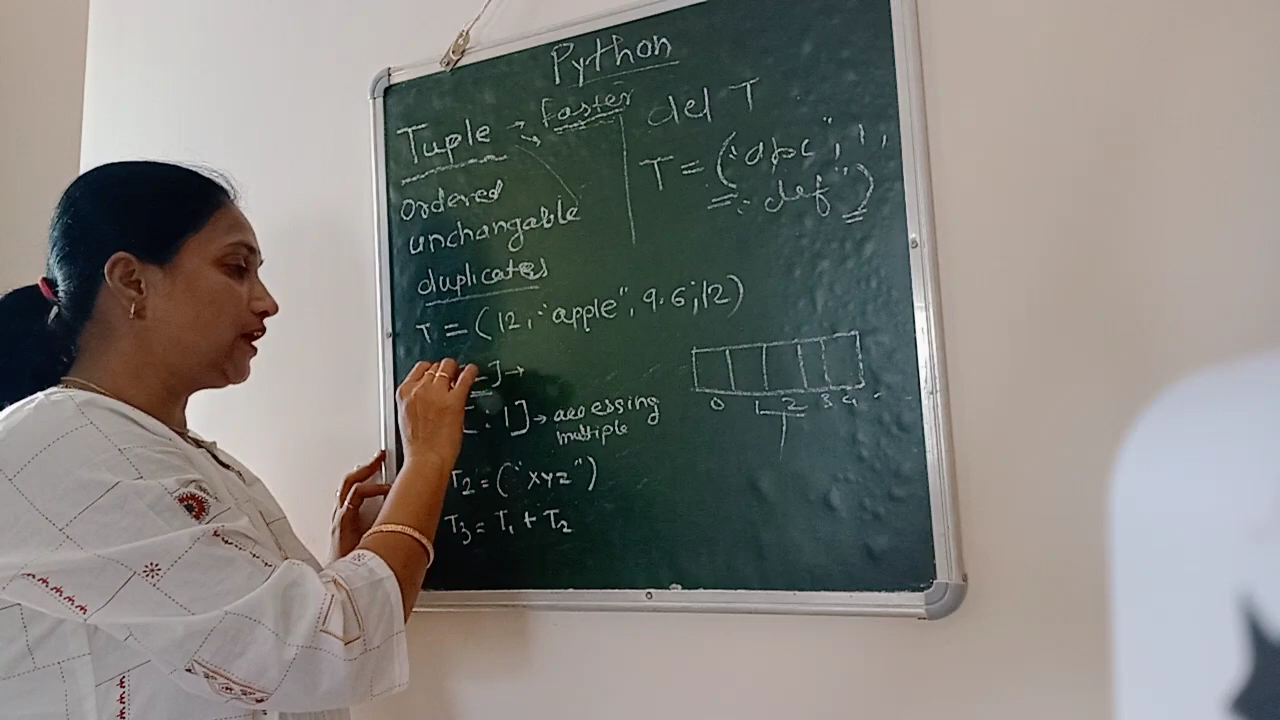 Python
Tuple → faster
ordered
unchangable
duplicates
del T
T = ("abc", 11
"def")
T = (12, "apple", 9.6, 12)
] →
[ : 1] → accessing
multiple
T2 = ("xyz")
T3 = T1 + T2
0 1 2 3 4